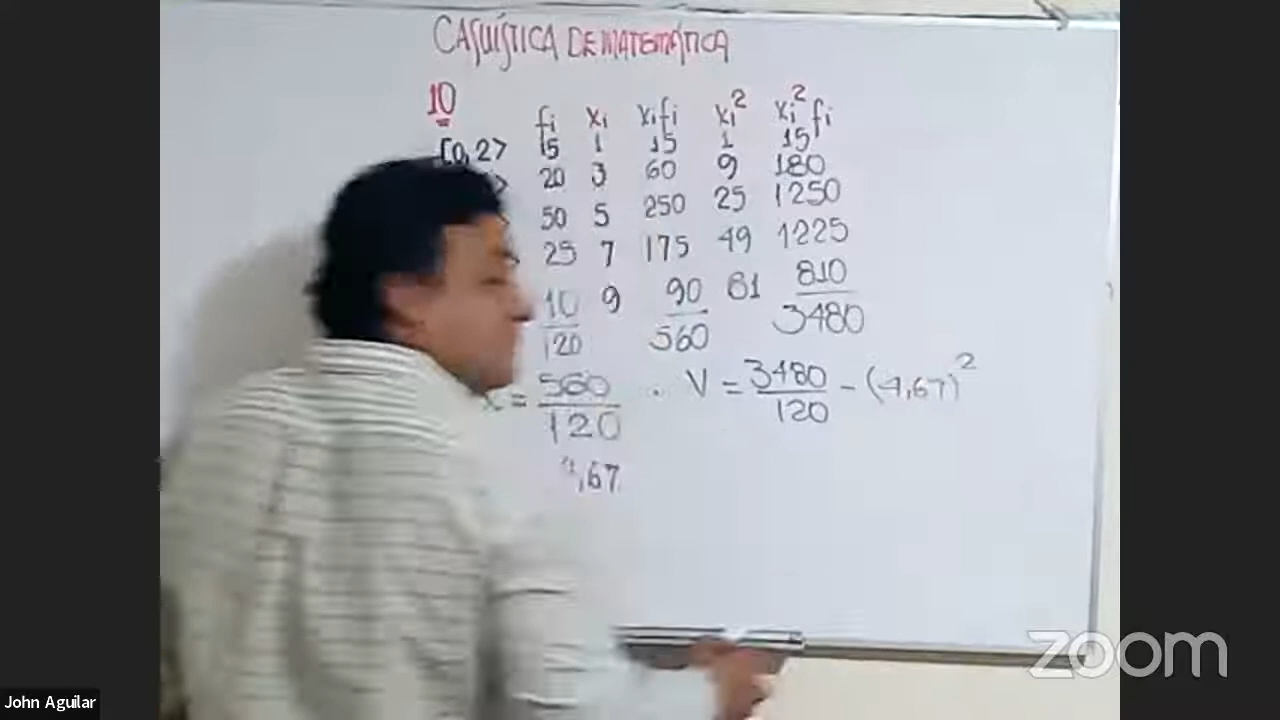 CASUÍSTICA DE MATEMÁTICA
10
fi xi xifi xi² xi²fi
[0,2> 15 1 15 1 15
> 20 3 60 9 180
50 5 250 25 1250
25 7 175 49 1225
10 9 90 81 810
120 560 3480
= 560/120 . V = 3480/120 - (4,67)²
4,67
zoom
John Aguilar